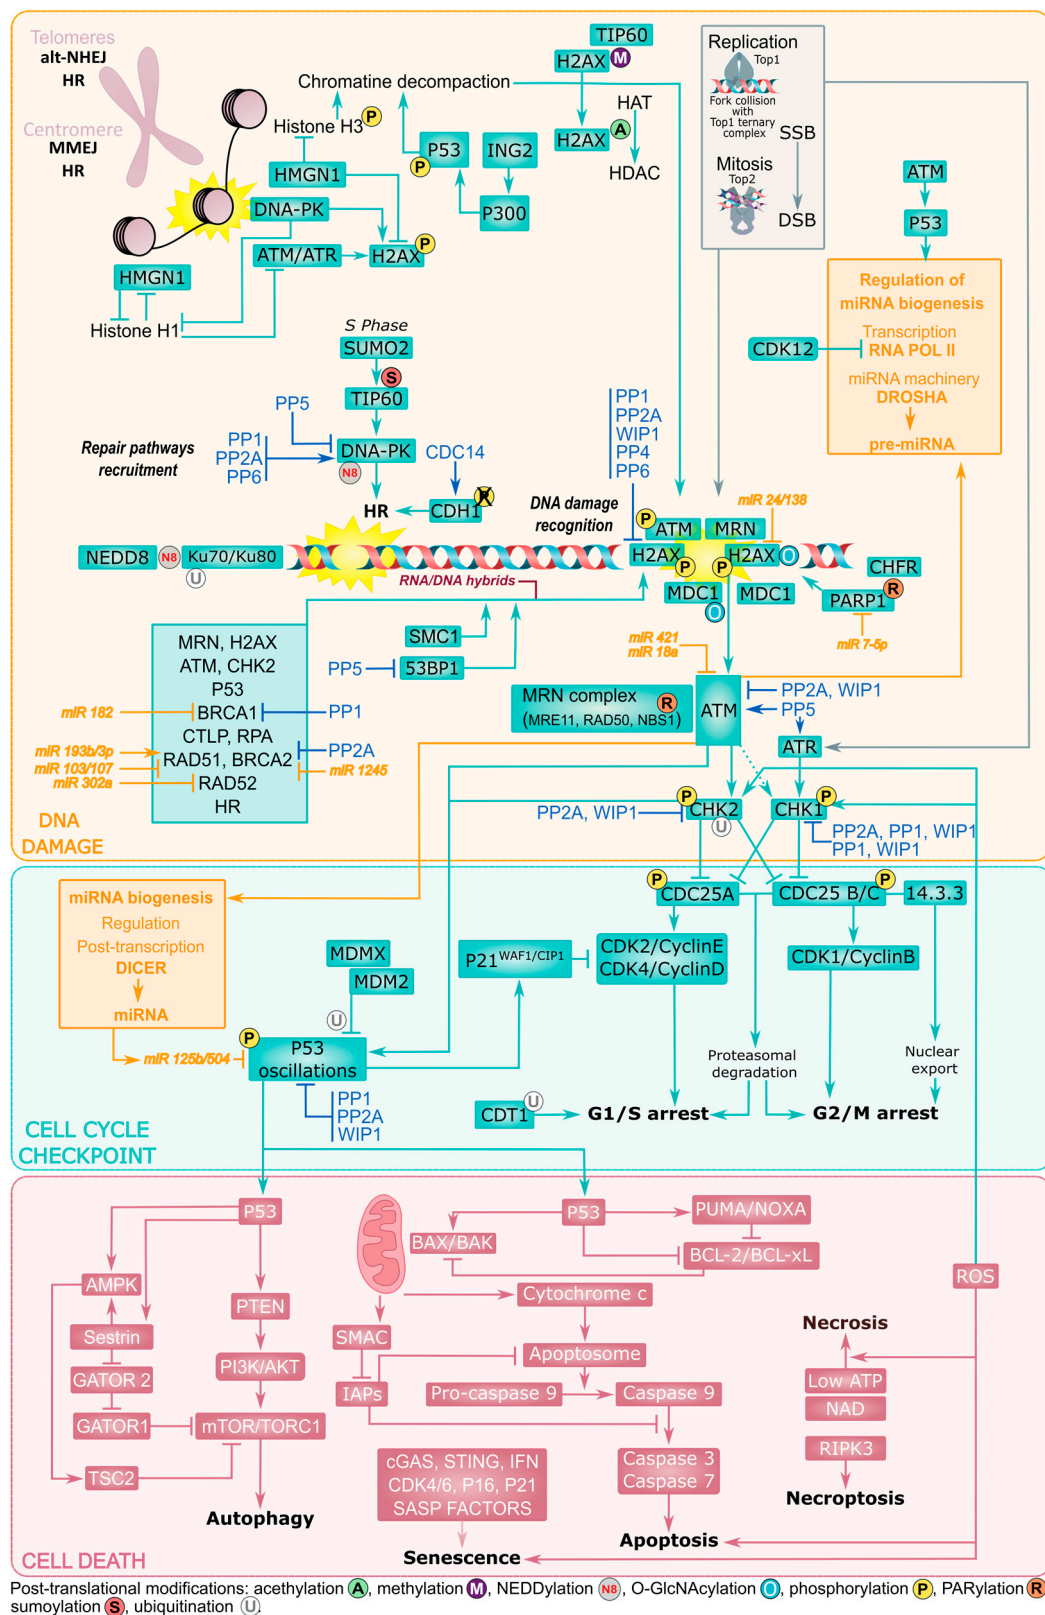 Telomeres
alt-NHEJ
HR
Centromere
MMEJ
HR
Chromatine decompaction
Histone H3
P
HMGN1
DNA-PK
ATM/ATR
H2AX
P
HMGN1
Histone H1
P53
P
ING2
P300
TIP60
H2AX
M
HAT
H2AX
A
HDAC
Replication
Top1
Fork collision
with
Top1 ternary
complex
SSB
Mitosis
Top2
DSB
ATM
P53
Regulation of
miRNA biogenesis
Transcription
RNA POL II
miRNA machinery
DROSHA
pre-miRNA
CDK12
S Phase
SUMO2
S
TIP60
PP5
Repair pathways
recruitment
PP1
PP2A
PP6
DNA-PK
N8
CDC14
HR
CDH1
P
PP1
PP2A
WIP1
PP4
PP6
DNA damage
recognition
miR 24/138
P
ATM
MRN
NEDD8
N8
Ku70/Ku80
U
H2AX
P
P
H2AX
O
RNA/DNA hybrids
MDC1
O
MDC1
CHFR
R
PARP1
miR 7-5p
MRN, H2AX
ATM, CHK2
P53
BRCA1
CTLP, RPA
RAD51, BRCA2
RAD52
HR
miR 182
miR 193b/3p
miR 103/107
miR 302a
PP1
PP2A
miR 1245
SMC1
PP5
53BP1
miR 421
miR 18a
MRN complex
(MRE11, RAD50, NBS1)
R
ATM
PP2A, WIP1
PP5
ATR
PP2A, WIP1
P
CHK2
U
CHK1
P
PP2A, PP1, WIP1
PP1, WIP1
DNA
DAMAGE
miRNA biogenesis
Regulation
Post-transcription
DICER
miRNA
miR 125b/504
MDMX
MDM2
U
P
P53
oscillations
PP1
PP2A
WIP1
P21WAF1/CIP1
P
CDC25A
CDC25 B/C
P
14.3.3
CDK2/CyclinE
CDK4/CyclinD
CDK1/CyclinB
Proteasomal
degradation
Nuclear
export
CDT1
U
G1/S arrest
G2/M arrest
CELL CYCLE
CHECKPOINT
P53
AMPK
Sestrin
GATOR 2
GATOR1
TSC2
PTEN
PI3K/AKT
mTOR/TORC1
Autophagy
P53
PUMA/NOXA
BAX/BAK
BCL-2/BCL-xL
Cytochrome c
SMAC
Apoptosome
IAPs
Pro-caspase 9
Caspase 9
cGAS, STING, IFN
CDK4/6, P16, P21
SASP FACTORS
Caspase 3
Caspase 7
Senescence
Apoptosis
ROS
Necrosis
Low ATP
NAD
RIPK3
Necroptosis
CELL DEATH
Post-translational modifications: acethylation A, methylation M, NEDDylation N8, O-GlcNAcylation O, phosphorylation P, PARylation R
sumoylation S, ubiquitination U.